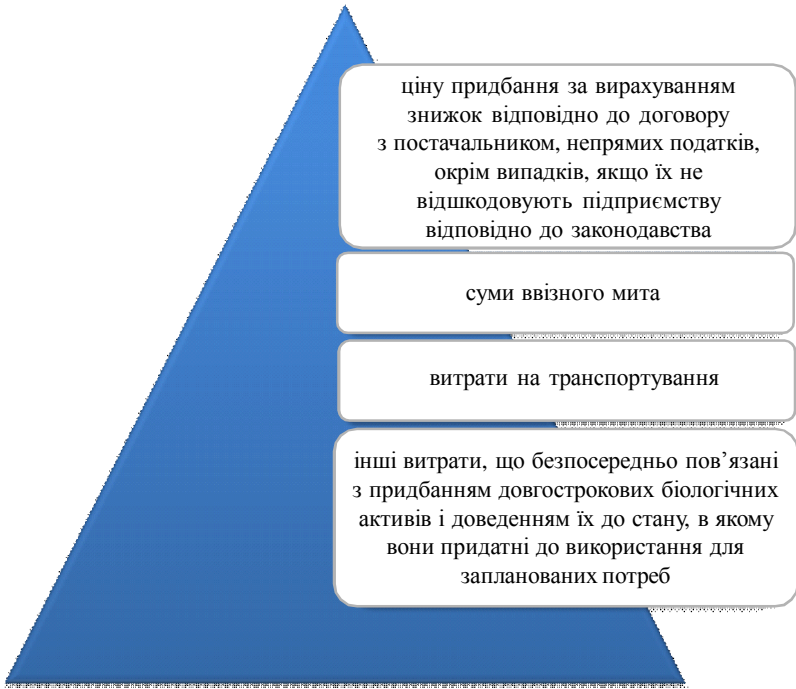 ціну придбання за вирахуванням
знижок відповідно до договору
з постачальником, непрямих податків,
окрім випадків, якщо їх не
відшкодовують підприємству
відповідно до законодавства
суми ввізного мита
витрати на транспортування
інші витрати, що безпосередньо пов’язані
з придбанням довгострокових біологічних
активів і доведенням їх до стану, в якому
вони придатні до використання для
запланованих потреб